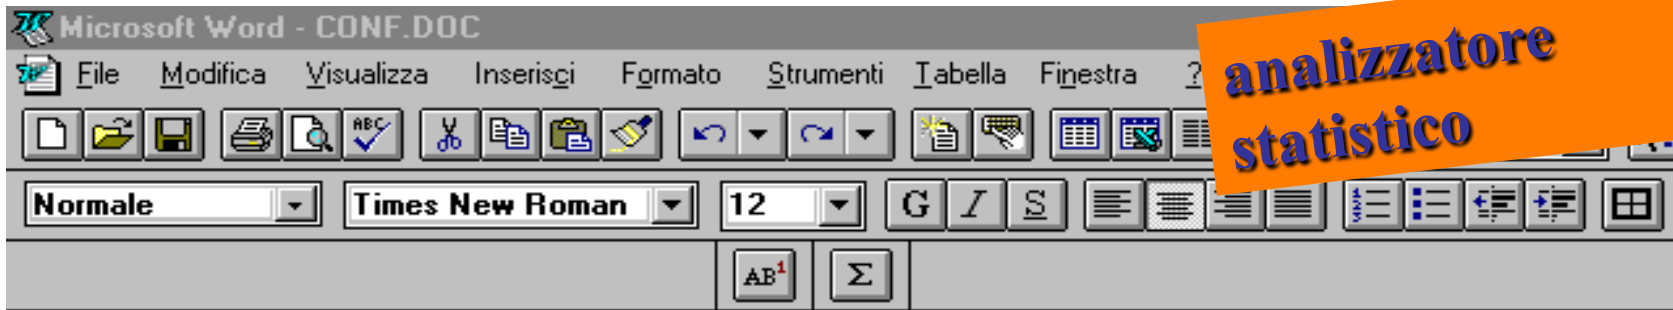 Microsoft Word - CONF.DOC
File Modifica Visualizza Inserisci Formato Strumenti Tabella Finestra ?
analizzatore
statistico
ABC
Normale Times New Roman 12 G I S
AB¹ Σ